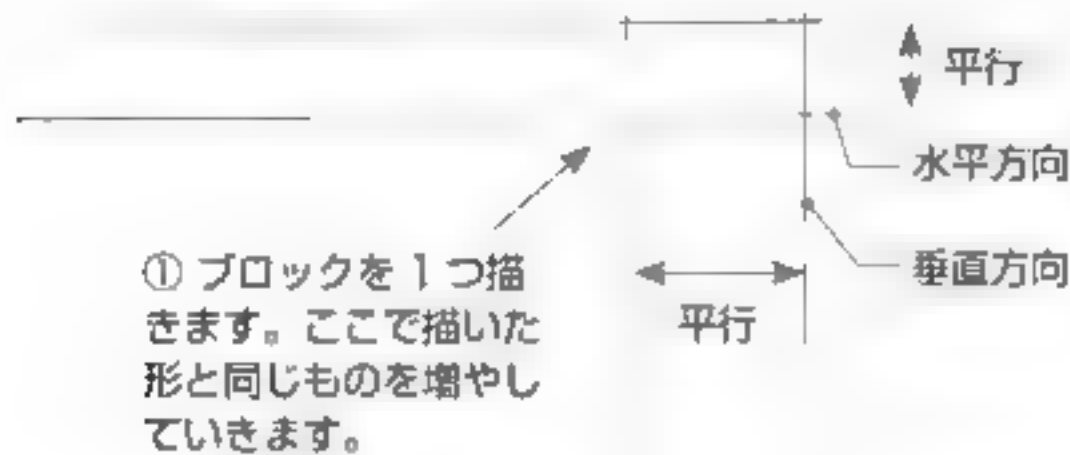 平行
水平方向
垂直方向
平行
① ブロックを1つ描
きます。ここで描いた
形と同じものを増やし
ていきます。